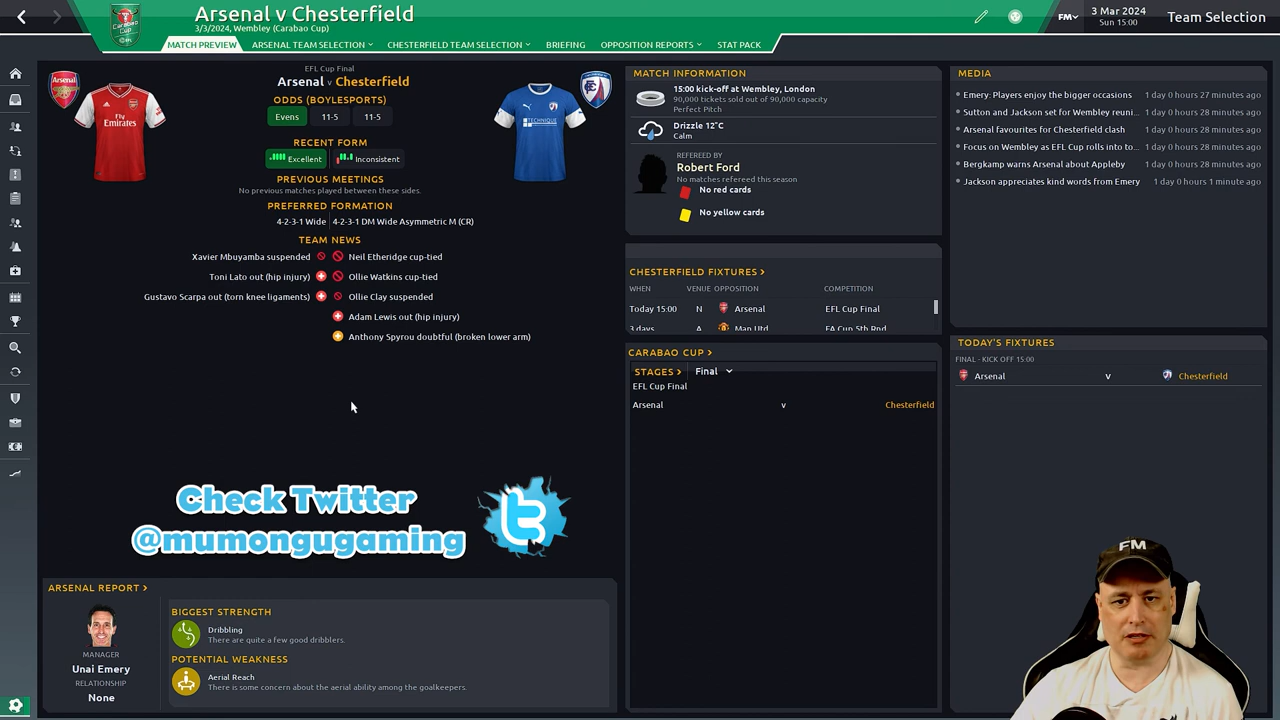 Arsenal v Chesterfield
3/3/2024, Wembley (Carabao Cup)
FM
3 Mar 2024
Sun 15:00
Team Selection
MATCH PREVIEW
ARSENAL TEAM SELECTION
CHESTERFIELD TEAM SELECTION
BRIEFING
OPPOSITION REPORTS
STAT PACK
EFL Cup Final
Arsenal v Chesterfield
ODDS (BOYLESPORTS)
Evens 11-5 11-5
RECENT FORM
Excellent Inconsistent
PREVIOUS MEETINGS
No previous matches played between these sides.
PREFERRED FORMATION
4-2-3-1 Wide 4-2-3-1 DM Wide Asymmetric M (CR)
TEAM NEWS
Xavier Mbuyamba suspended Neil Etheridge cup-tied
Toni Lato out (hip injury) Ollie Watkins cup-tied
Gustavo Scarpa out (torn knee ligaments) Ollie Clay suspended
Adam Lewis out (hip injury)
Anthony Spyrou doubtful (broken lower arm)
Arsenal
Fly
Emirates
TECHNIQUE
Check Twitter
@mumongugaming
ARSENAL REPORT
MANAGER
Unai Emery
RELATIONSHIP
None
BIGGEST STRENGTH
Dribbling
There are quite a few good dribblers.
POTENTIAL WEAKNESS
Aerial Reach
There is some concern about the aerial ability among the goalkeepers.
MATCH INFORMATION
15:00 kick-off at Wembley, London
90,000 tickets sold out of 90,000 capacity
Perfect Pitch
Drizzle 12°C
Calm
REFEREED BY
Robert Ford
No matches refereed this season
No red cards
No yellow cards
CHESTERFIELD FIXTURES
WHEN VENUE OPPOSITION COMPETITION
Today 15:00 N Arsenal EFL Cup Final
3 days A Man Utd FA Cup 5th Rnd
CARABAO CUP
STAGES Final
EFL Cup Final
Arsenal v Chesterfield
MEDIA
Emery: Players enjoy the bigger occasions 1 day 0 hours 27 minutes ago
Sutton and Jackson set for Wembley reuni... 1 day 0 hours 28 minutes ago
Arsenal favourites for Chesterfield clash 1 day 0 hours 28 minutes ago
Focus on Wembley as EFL Cup rolls into to... 1 day 0 hours 28 minutes ago
Bergkamp warns Arsenal about Appleby 1 day 0 hours 28 minutes ago
Jackson appreciates kind words from Emery 1 day 0 hours 1 minute ago
TODAY'S FIXTURES
FINAL - KICK OFF 15:00
Arsenal v Chesterfield
FM